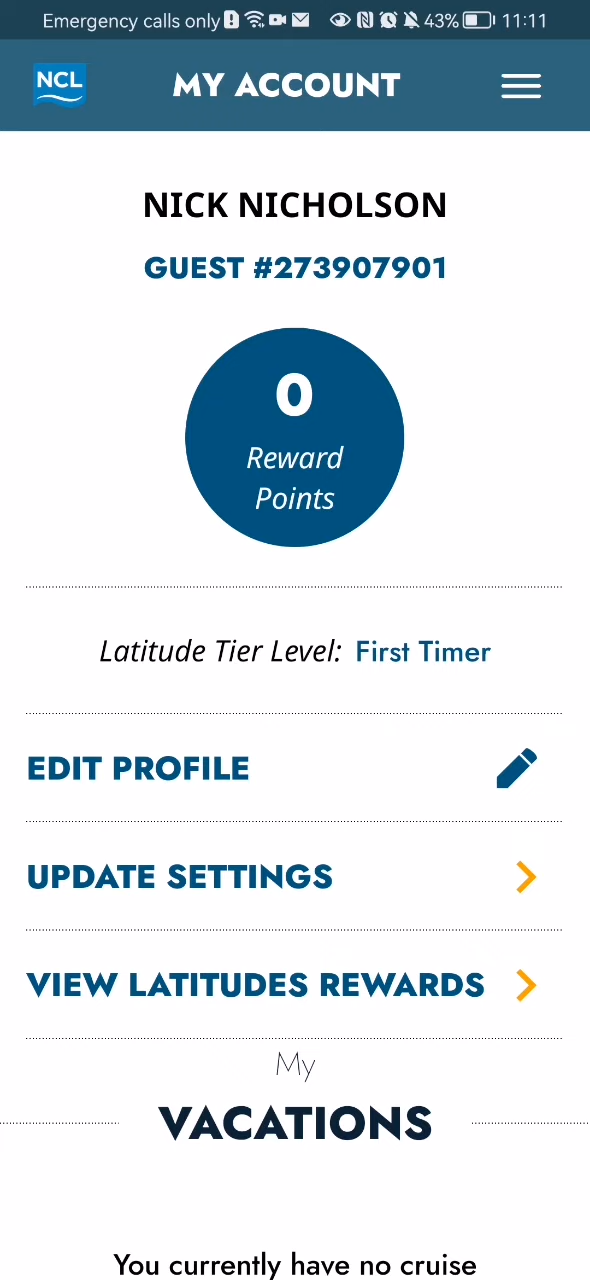 Emergency calls only 43% 11:11
NCL MY ACCOUNT
NICK NICHOLSON
GUEST #273907901
0
Reward
Points
Latitude Tier Level: First Timer
EDIT PROFILE
UPDATE SETTINGS
VIEW LATITUDES REWARDS
My
VACATIONS
You currently have no cruise